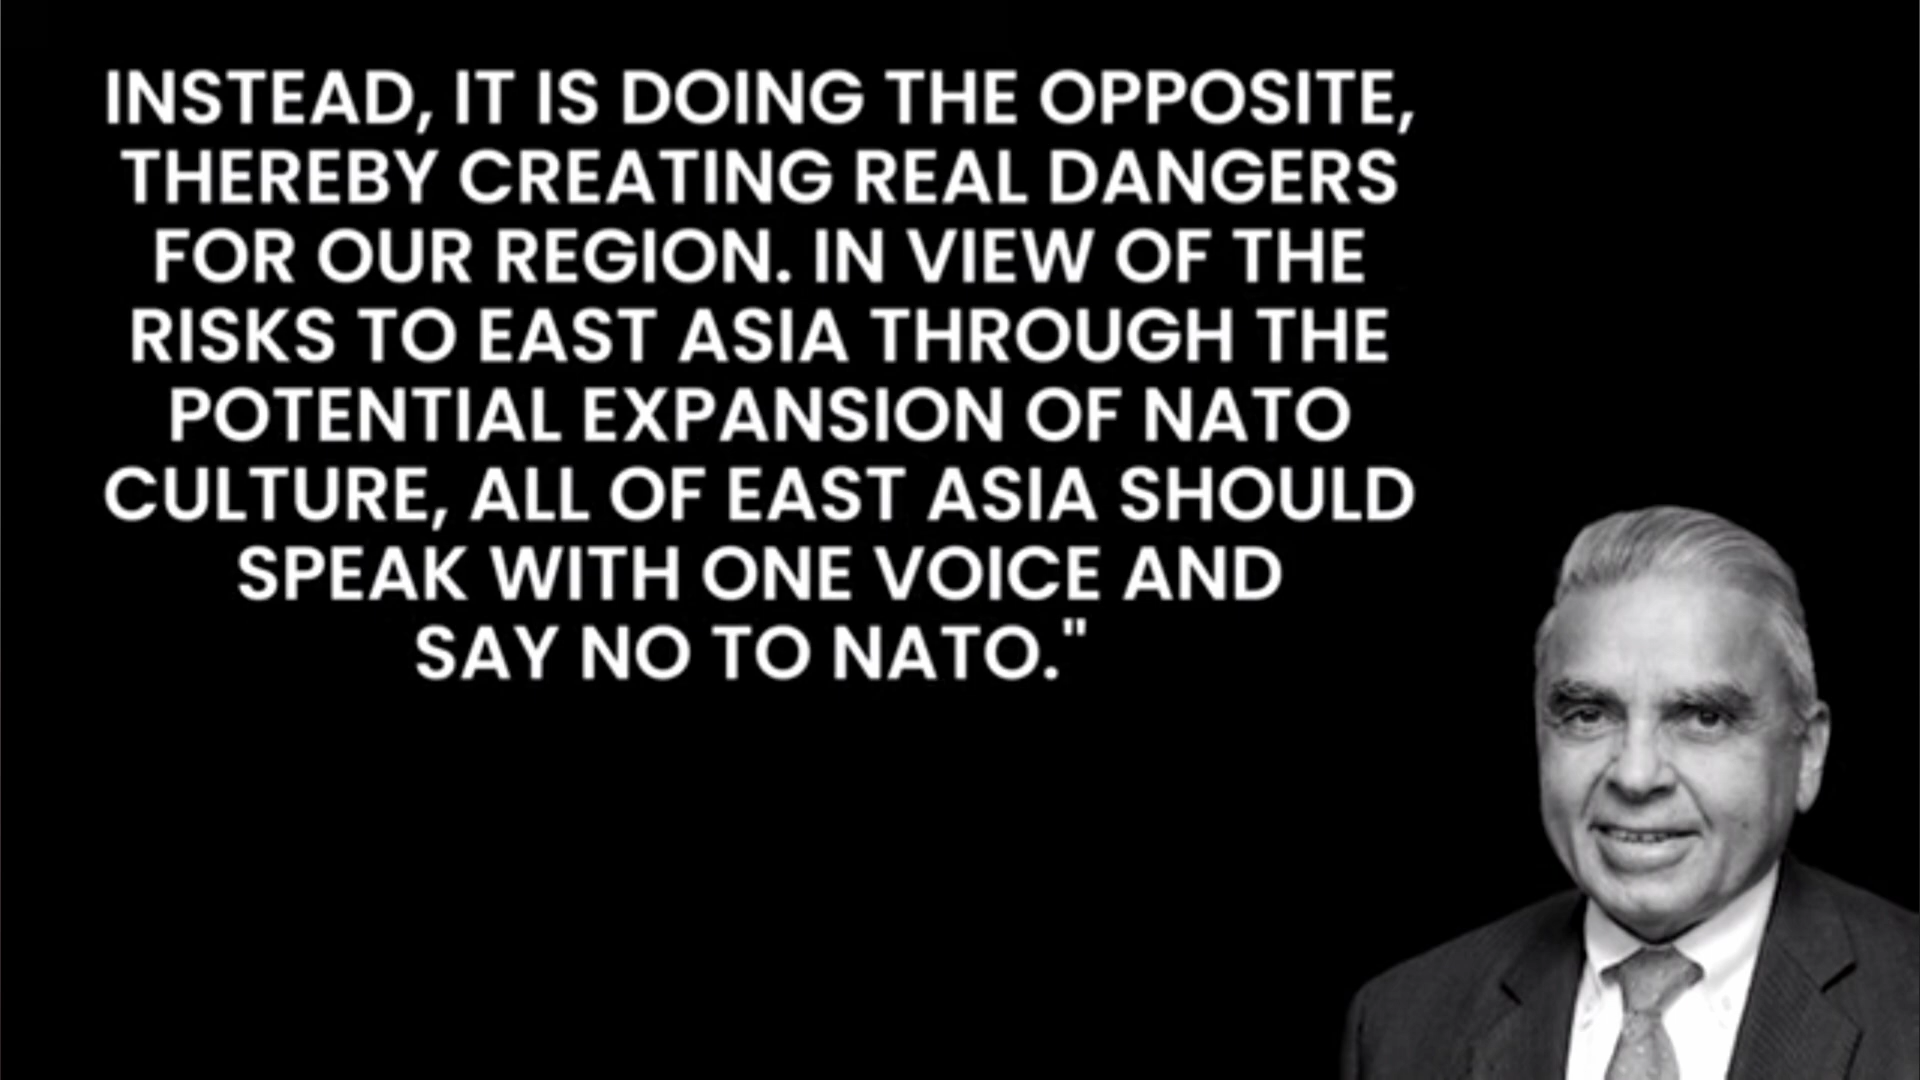 INSTEAD, IT IS DOING THE OPPOSITE,
THEREBY CREATING REAL DANGERS
FOR OUR REGION. IN VIEW OF THE
RISKS TO EAST ASIA THROUGH THE
POTENTIAL EXPANSION OF NATO
CULTURE, ALL OF EAST ASIA SHOULD
SPEAK WITH ONE VOICE AND
SAY NO TO NATO."